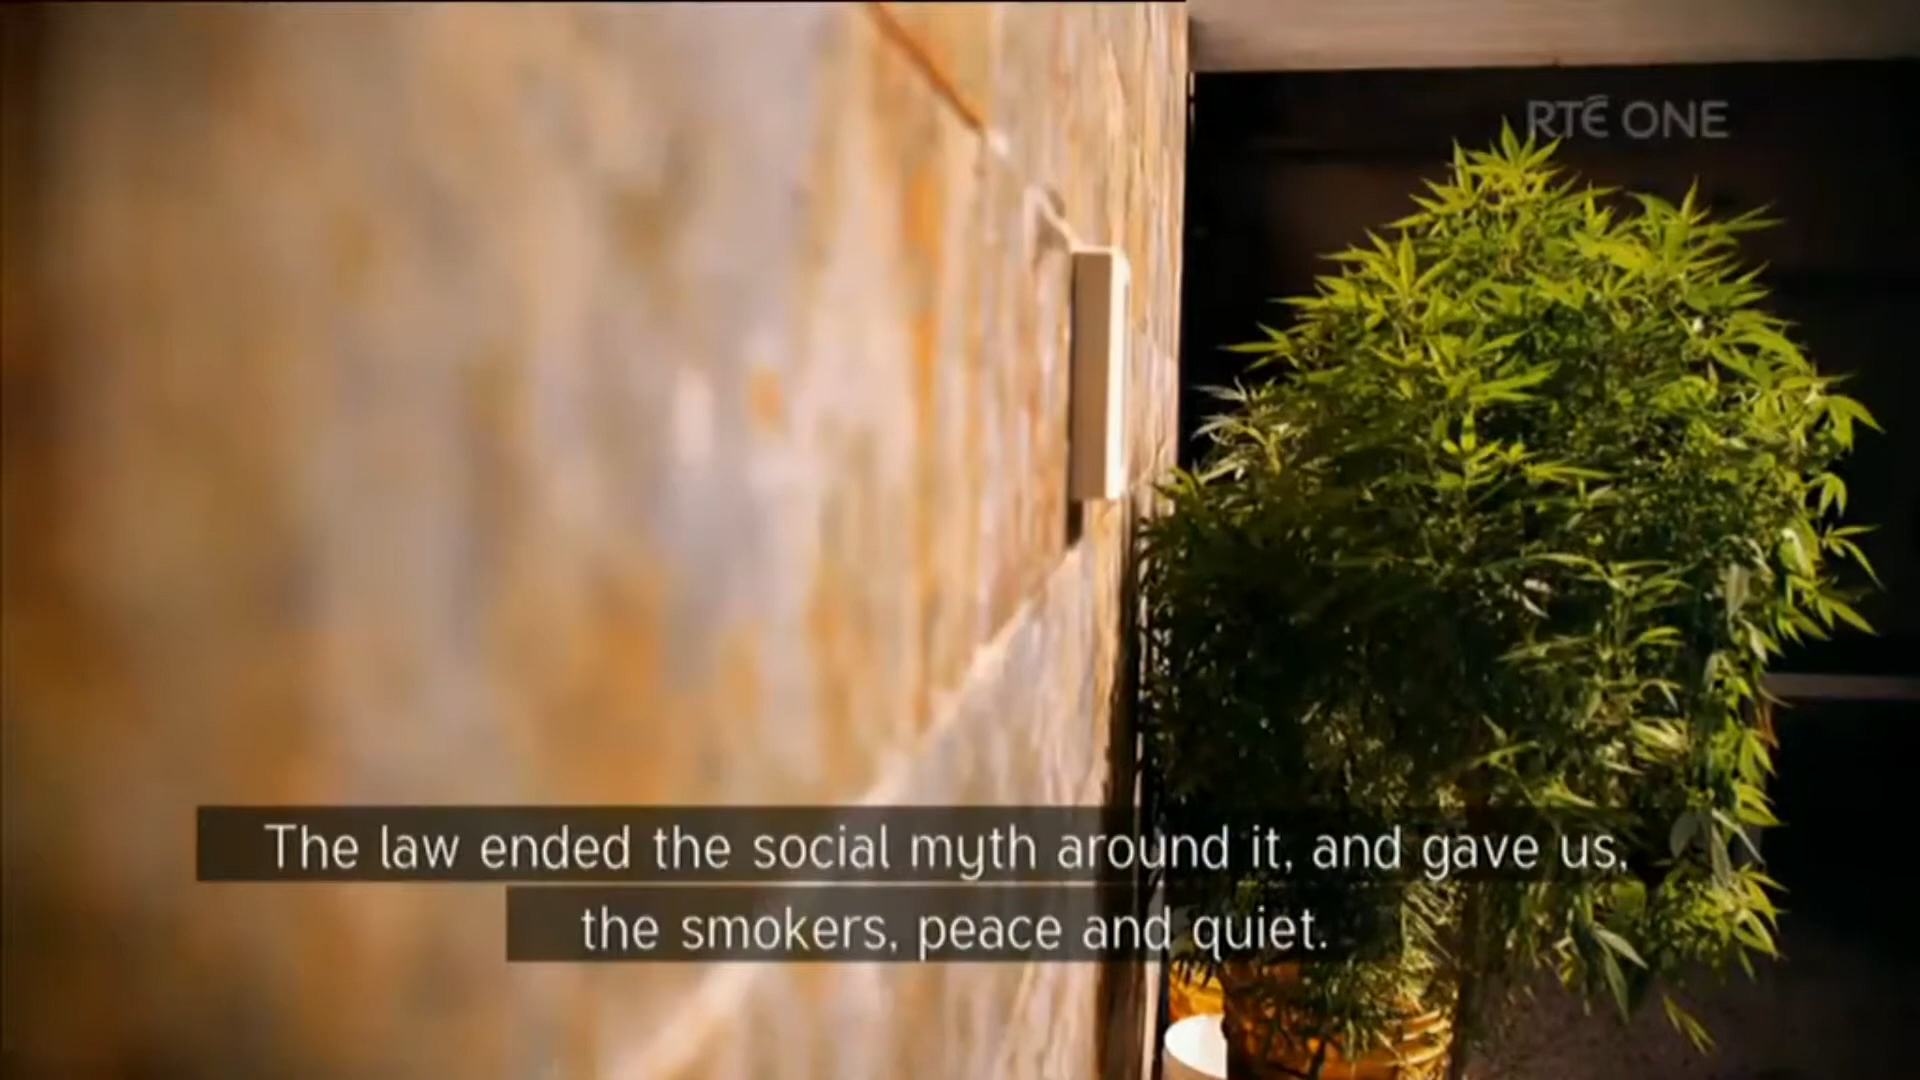 RTÉ ONE
The law ended the social myth around it, and gave us,
the smokers, peace and quiet.